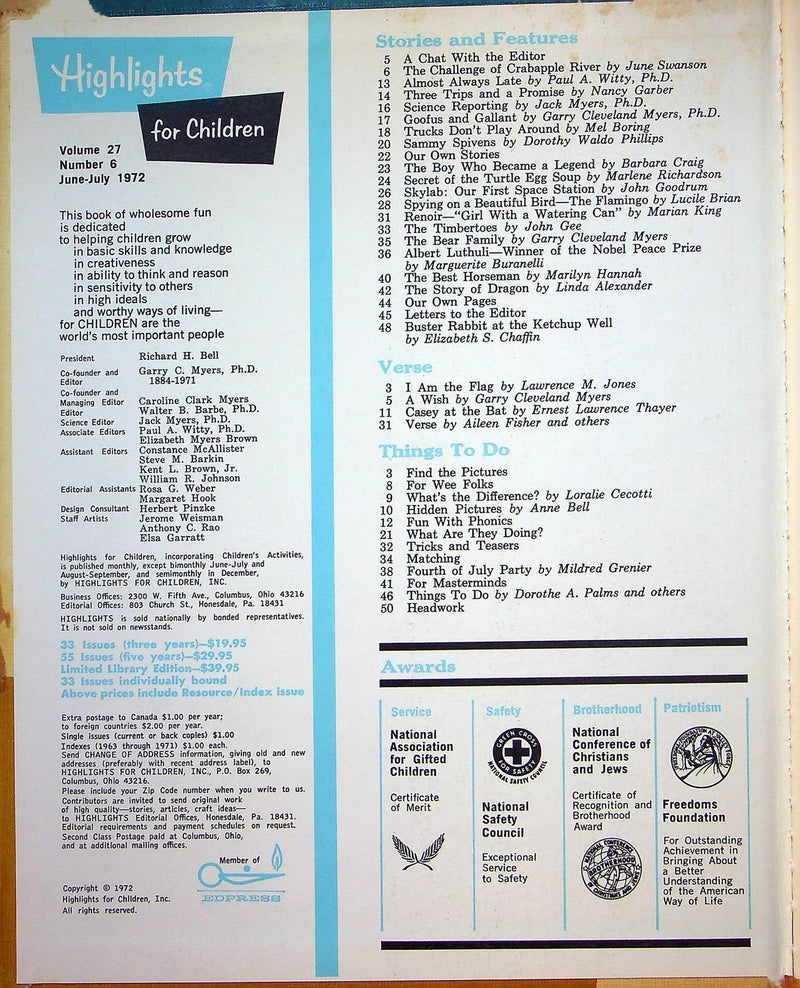 Highlights
for Children
Volume 27
Number 6
June-July 1972
This book of wholesome fun
is dedicated
to helping children grow
in basic skills and knowledge
in creativeness
in ability to think and reason
in sensitivity to others
in high ideals
and worthy ways of living—
for CHILDREN are the
world's most important people
President Richard H. Bell
Co-founder and Garry C. Myers, Ph.D.
Editor 1884-1971
Co-founder and
Managing Editor Caroline Clark Myers
Editor Walter B. Barbe, Ph.D.
Science Editor Jack Myers, Ph.D.
Associate Editors Paul A. Witty, Ph.D.
Elizabeth Myers Brown
Assistant Editors Constance McAllister
Steve M. Barkin
Kent L. Brown, Jr.
William R. Johnson
Editorial Assistants Rosa G. Weber
Margaret Hook
Design Consultant Herbert Pinzke
Staff Artists Jerome Weisman
Anthony C. Rao
Elsa Garratt
Highlights for Children, incorporating Children's Activities,
is published monthly, except bimonthly June-July and
August-September, and semimonthly in December,
by HIGHLIGHTS FOR CHILDREN, INC.
Business Offices: 2300 W. Fifth Ave., Columbus, Ohio 43216
Editorial Offices: 803 Church St., Honesdale, Pa. 18431
HIGHLIGHTS is sold nationally by bonded representatives.
It is not sold on newsstands.
33 Issues (three years)—$19.95
55 Issues (five years)—$29.95
Limited Library Edition—$39.95
33 Issues individually bound
Above prices include Resource/Index issue
Extra postage to Canada $1.00 per year;
to foreign countries $2.00 per year.
Single issues (current or back copies) $1.00
Indexes (1963 through 1971) $1.00 each.
Send CHANGE OF ADDRESS information, giving old and new
addresses (preferably with recent address label), to
HIGHLIGHTS FOR CHILDREN, INC., P.O. Box 269,
Columbus, Ohio 43216.
Please include your Zip Code number when you write to us.
Contributors are invited to send original work
of high quality—stories, articles, craft ideas—
to HIGHLIGHTS Editorial Offices, Honesdale, Pa. 18431.
Editorial requirements and payment schedules on request.
Second Class Postage paid at Columbus, Ohio,
and at additional mailing offices.
Member of
EDPRESS
Copyright © 1972
Highlights for Children, Inc.
All rights reserved.
Stories and Features
5 A Chat With the Editor
6 The Challenge of Crabapple River by June Swanson
13 Almost Always Late by Paul A. Witty, Ph.D.
14 Three Trips and a Promise by Nancy Garber
16 Science Reporting by Jack Myers, Ph.D.
17 Goofus and Gallant by Garry Cleveland Myers, Ph.D.
18 Trucks Don't Play Around by Mel Boring
20 Sammy Spivens by Dorothy Waldo Phillips
22 Our Own Stories
23 The Boy Who Became a Legend by Barbara Craig
24 Secret of the Turtle Egg Soup by Marlene Richardson
26 Skylab: Our First Space Station by John Goodrum
28 Spying on a Beautiful Bird—The Flamingo by Lucile Brian
31 Renoir—"Girl With a Watering Can" by Marian King
33 The Timbertoes by John Gee
35 The Bear Family by Garry Cleveland Myers
36 Albert Luthuli—Winner of the Nobel Peace Prize
by Marguerite Buranelli
40 The Best Horseman by Marilyn Hannah
42 The Story of Dragon by Linda Alexander
44 Our Own Pages
45 Letters to the Editor
48 Buster Rabbit at the Ketchup Well
by Elizabeth S. Chaffin
Verse
3 I Am the Flag by Lawrence M. Jones
5 A Wish by Garry Cleveland Myers
11 Casey at the Bat by Ernest Lawrence Thayer
31 Verse by Aileen Fisher and others
Things To Do
3 Find the Pictures
8 For Wee Folks
9 What's the Difference? by Loralie Cecotti
10 Hidden Pictures by Anne Bell
12 Fun With Phonics
21 What Are They Doing?
32 Tricks and Teasers
34 Matching
38 Fourth of July Party by Mildred Grenier
41 For Masterminds
46 Things To Do by Dorothe A. Palms and others
50 Headwork
Awards
Service
National
Association
for Gifted
Children
Certificate
of Merit
Safety
GREEN CROSS
FOR SAFETY
NATIONAL SAFETY COUNCIL
National
Safety
Council
Exceptional
Service
to Safety
Brotherhood
National
Conference of
Christians
and Jews
Certificate of
Recognition and
Brotherhood
Award
NATIONAL CONFERENCE
BROTHERHOOD
OF CHRISTIANS AND JEWS
Patriotism
Freedoms
Foundation
For Outstanding
Achievement in
Bringing About
a Better
Understanding
of the American
Way of Life